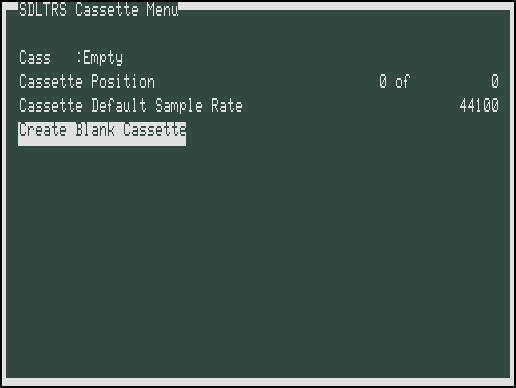 SDLTRS Cassette Menu
Cass   :Empty
Cassette Position 0 of 0
Cassette Default Sample Rate 44100
Create Blank Cassette